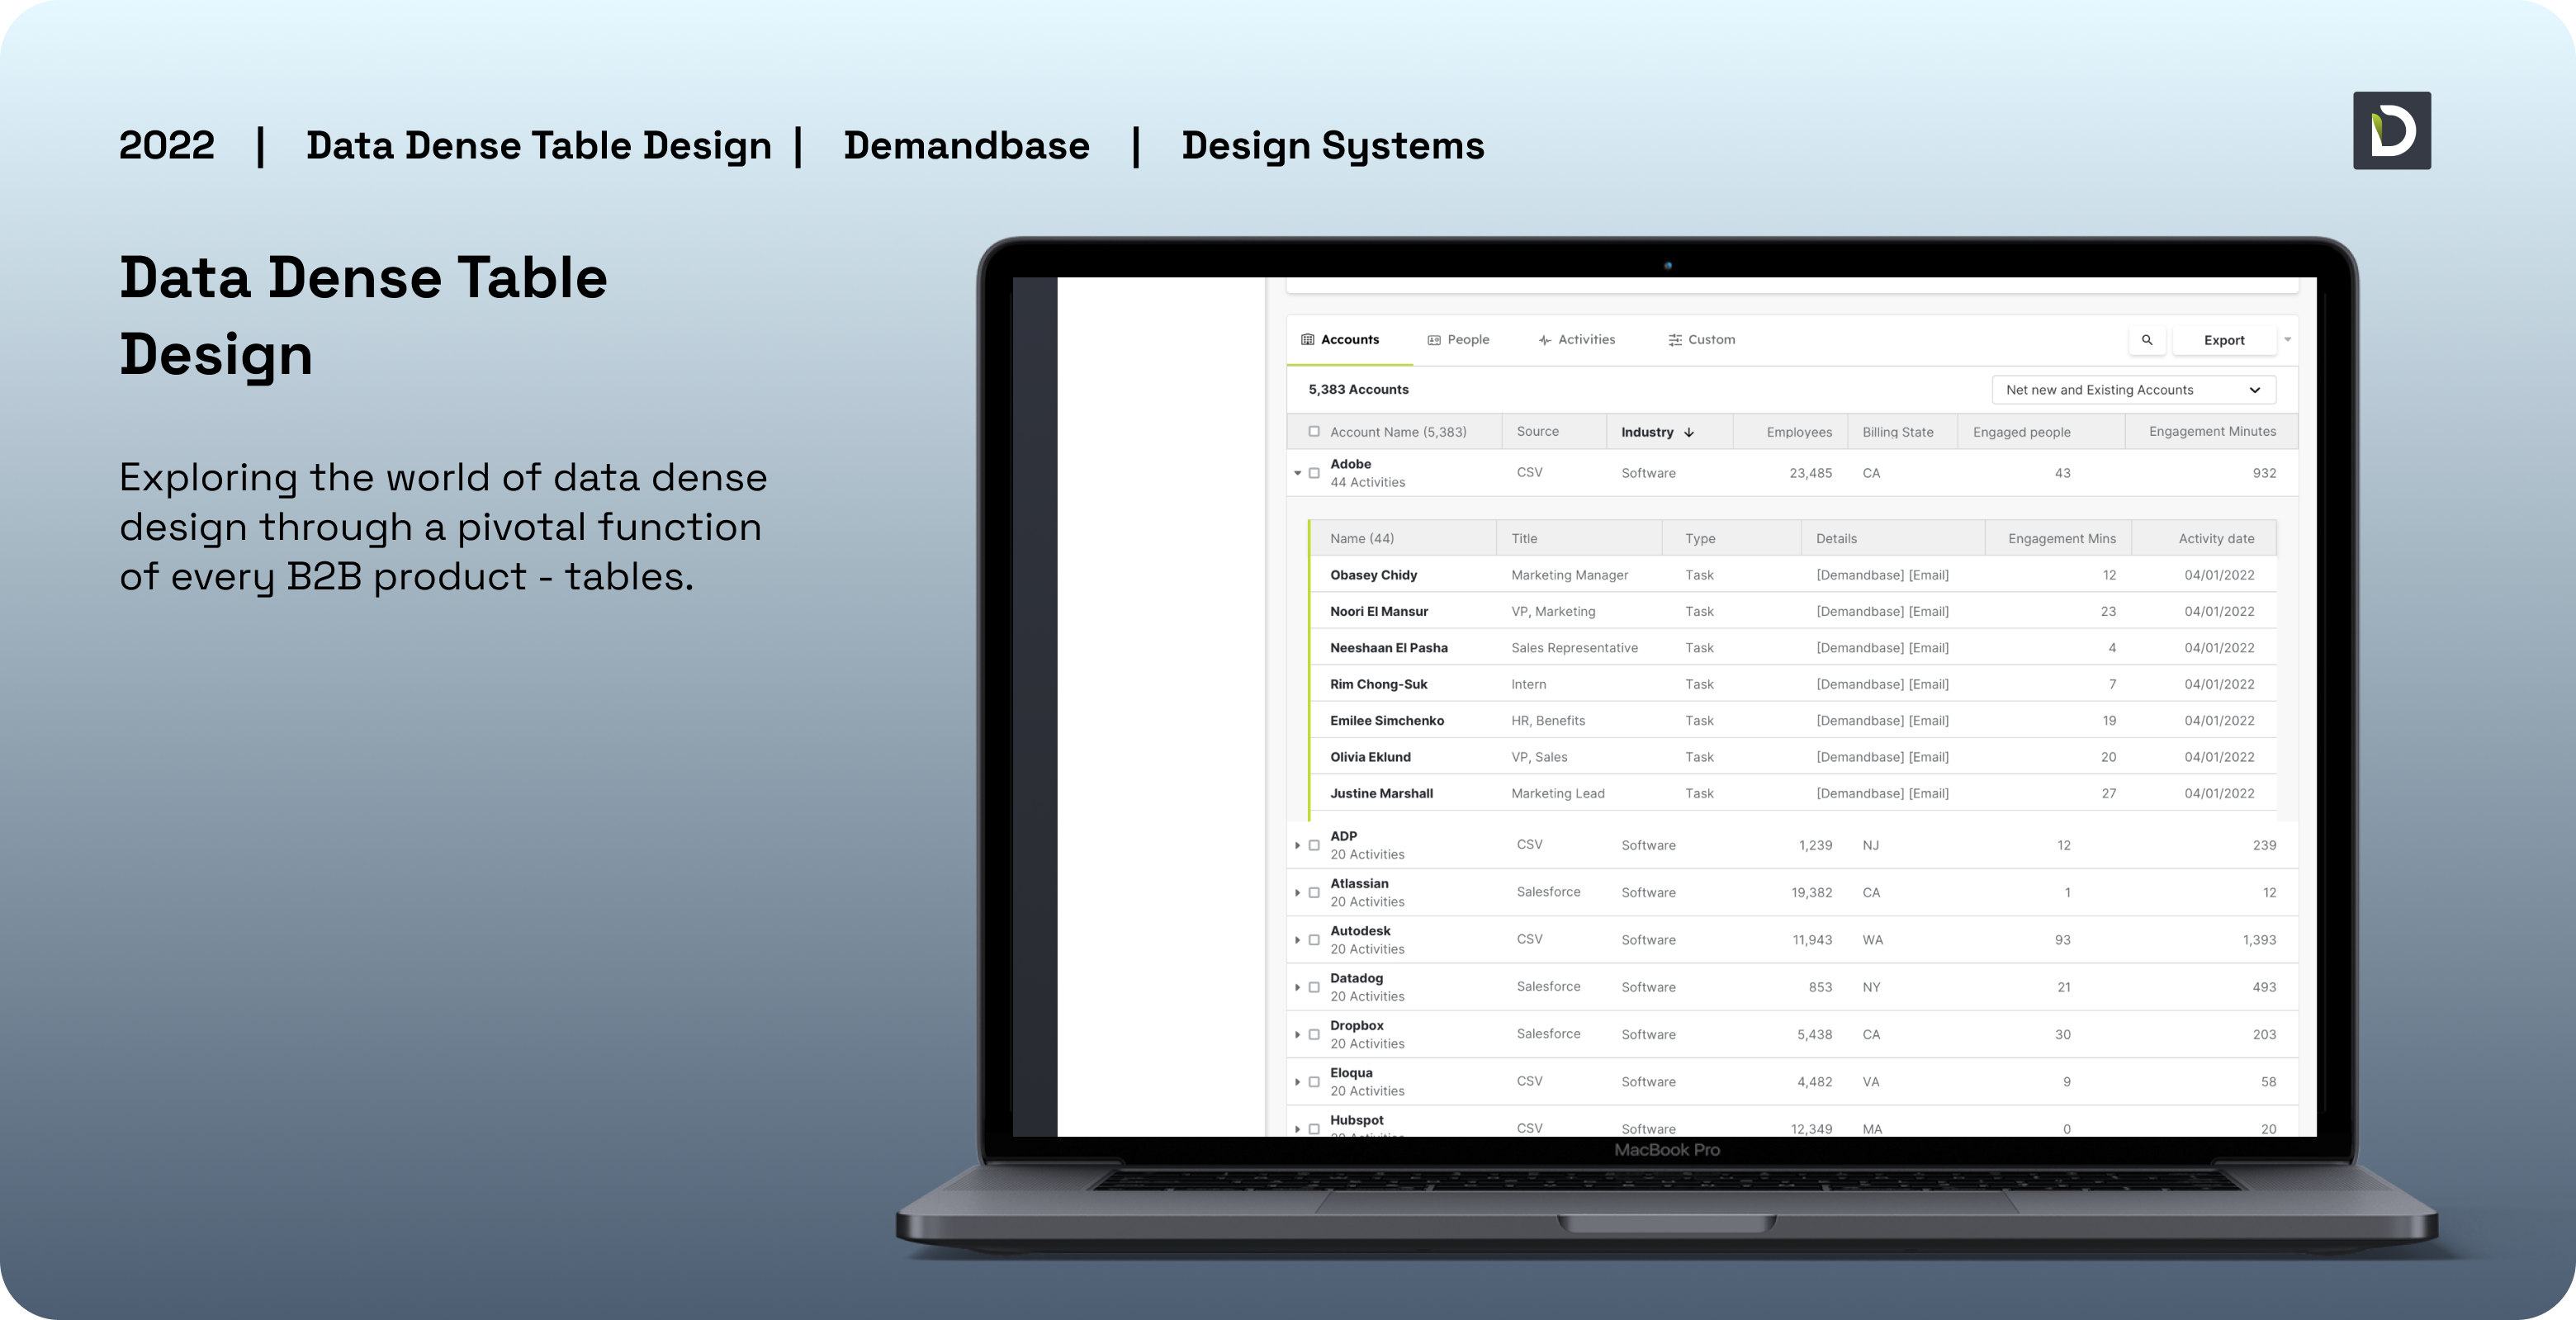 2022 | Data Dense Table Design | Demandbase | Design Systems
Data Dense Table
Design
Exploring the world of data dense
design through a pivotal function
of every B2B product - tables.
Accounts People Activities Custom Export
5,383 Accounts Net new and Existing Accounts
Account Name (5,383) Source Industry ↓ Employees Billing State Engaged people Engagement Minutes
Adobe
44 Activities CSV Software 23,485 CA 43 932
Name (44) Title Type Details Engagement Mins Activity date
Obasey Chidy Marketing Manager Task [Demandbase] [Email] 12 04/01/2022
Noori El Mansur VP, Marketing Task [Demandbase] [Email] 23 04/01/2022
Neeshaan El Pasha Sales Representative Task [Demandbase] [Email] 4 04/01/2022
Rim Chong-Suk Intern Task [Demandbase] [Email] 7 04/01/2022
Emilee Simchenko HR, Benefits Task [Demandbase] [Email] 19 04/01/2022
Olivia Eklund VP, Sales Task [Demandbase] [Email] 20 04/01/2022
Justine Marshall Marketing Lead Task [Demandbase] [Email] 27 04/01/2022
ADP
20 Activities CSV Software 1,239 NJ 12 239
Atlassian
20 Activities Salesforce Software 19,382 CA 1 12
Autodesk
20 Activities CSV Software 11,943 WA 93 1,393
Datadog
20 Activities Salesforce Software 853 NY 21 493
Dropbox
20 Activities Salesforce Software 5,438 CA 30 203
Eloqua
20 Activities CSV Software 4,482 VA 9 58
Hubspot
CSV Software 12,349 MA 0 20
MacBook Pro